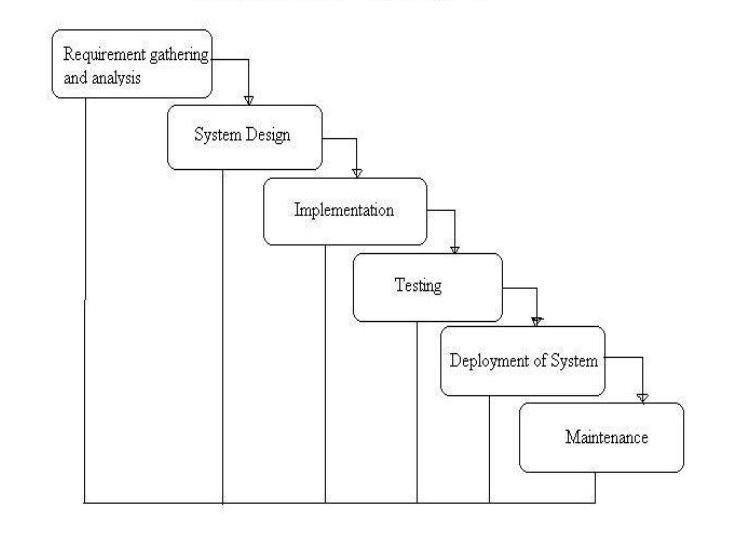 Requirement gathering
and analysis
System Design
Implementation
Testing
Deployment of System
Maintenance